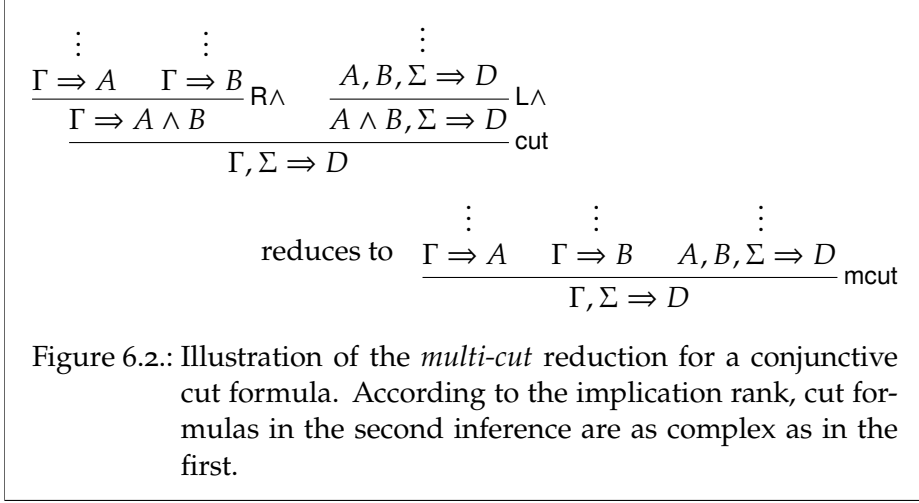 ⋮ ⋮ ⋮
Γ ⇒ A Γ ⇒ B R∧ A, B, Σ ⇒ D L∧
Γ ⇒ A ∧ B A ∧ B, Σ ⇒ D cut
Γ, Σ ⇒ D
⋮ ⋮ ⋮
reduces to Γ ⇒ A Γ ⇒ B A, B, Σ ⇒ D mcut
Γ, Σ ⇒ D
Figure 6.2.: Illustration of the multi-cut reduction for a conjunctive
cut formula. According to the implication rank, cut for-
mulas in the second inference are as complex as in the
first.